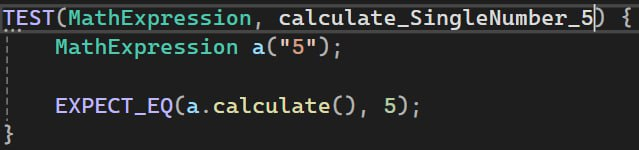 TEST(MathExpression, calculate_SingleNumber_5) {
    MathExpression a("5");
    EXPECT_EQ(a.calculate(), 5);
}